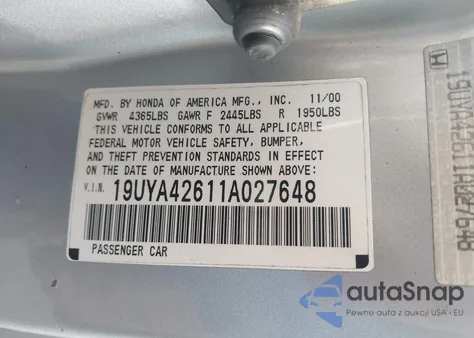 MFD. BY HONDA OF AMERICA MFG., INC. 11/00
GVWR 4365LBS GAWR F 2445LBS R 1950LBS
THIS VEHICLE CONFORMS TO ALL APPLICABLE
FEDERAL MOTOR VEHICLE SAFETY, BUMPER,
AND THEFT PREVENTION STANDARDS IN EFFECT
ON THE DATE OF MANUFACTURE SHOWN ABOVE:
V.I.N. 19UYA42611A027648
PASSENGER CAR
19UYA42611A027648
autoSnap
Pewne auta z aukcji USA - EU